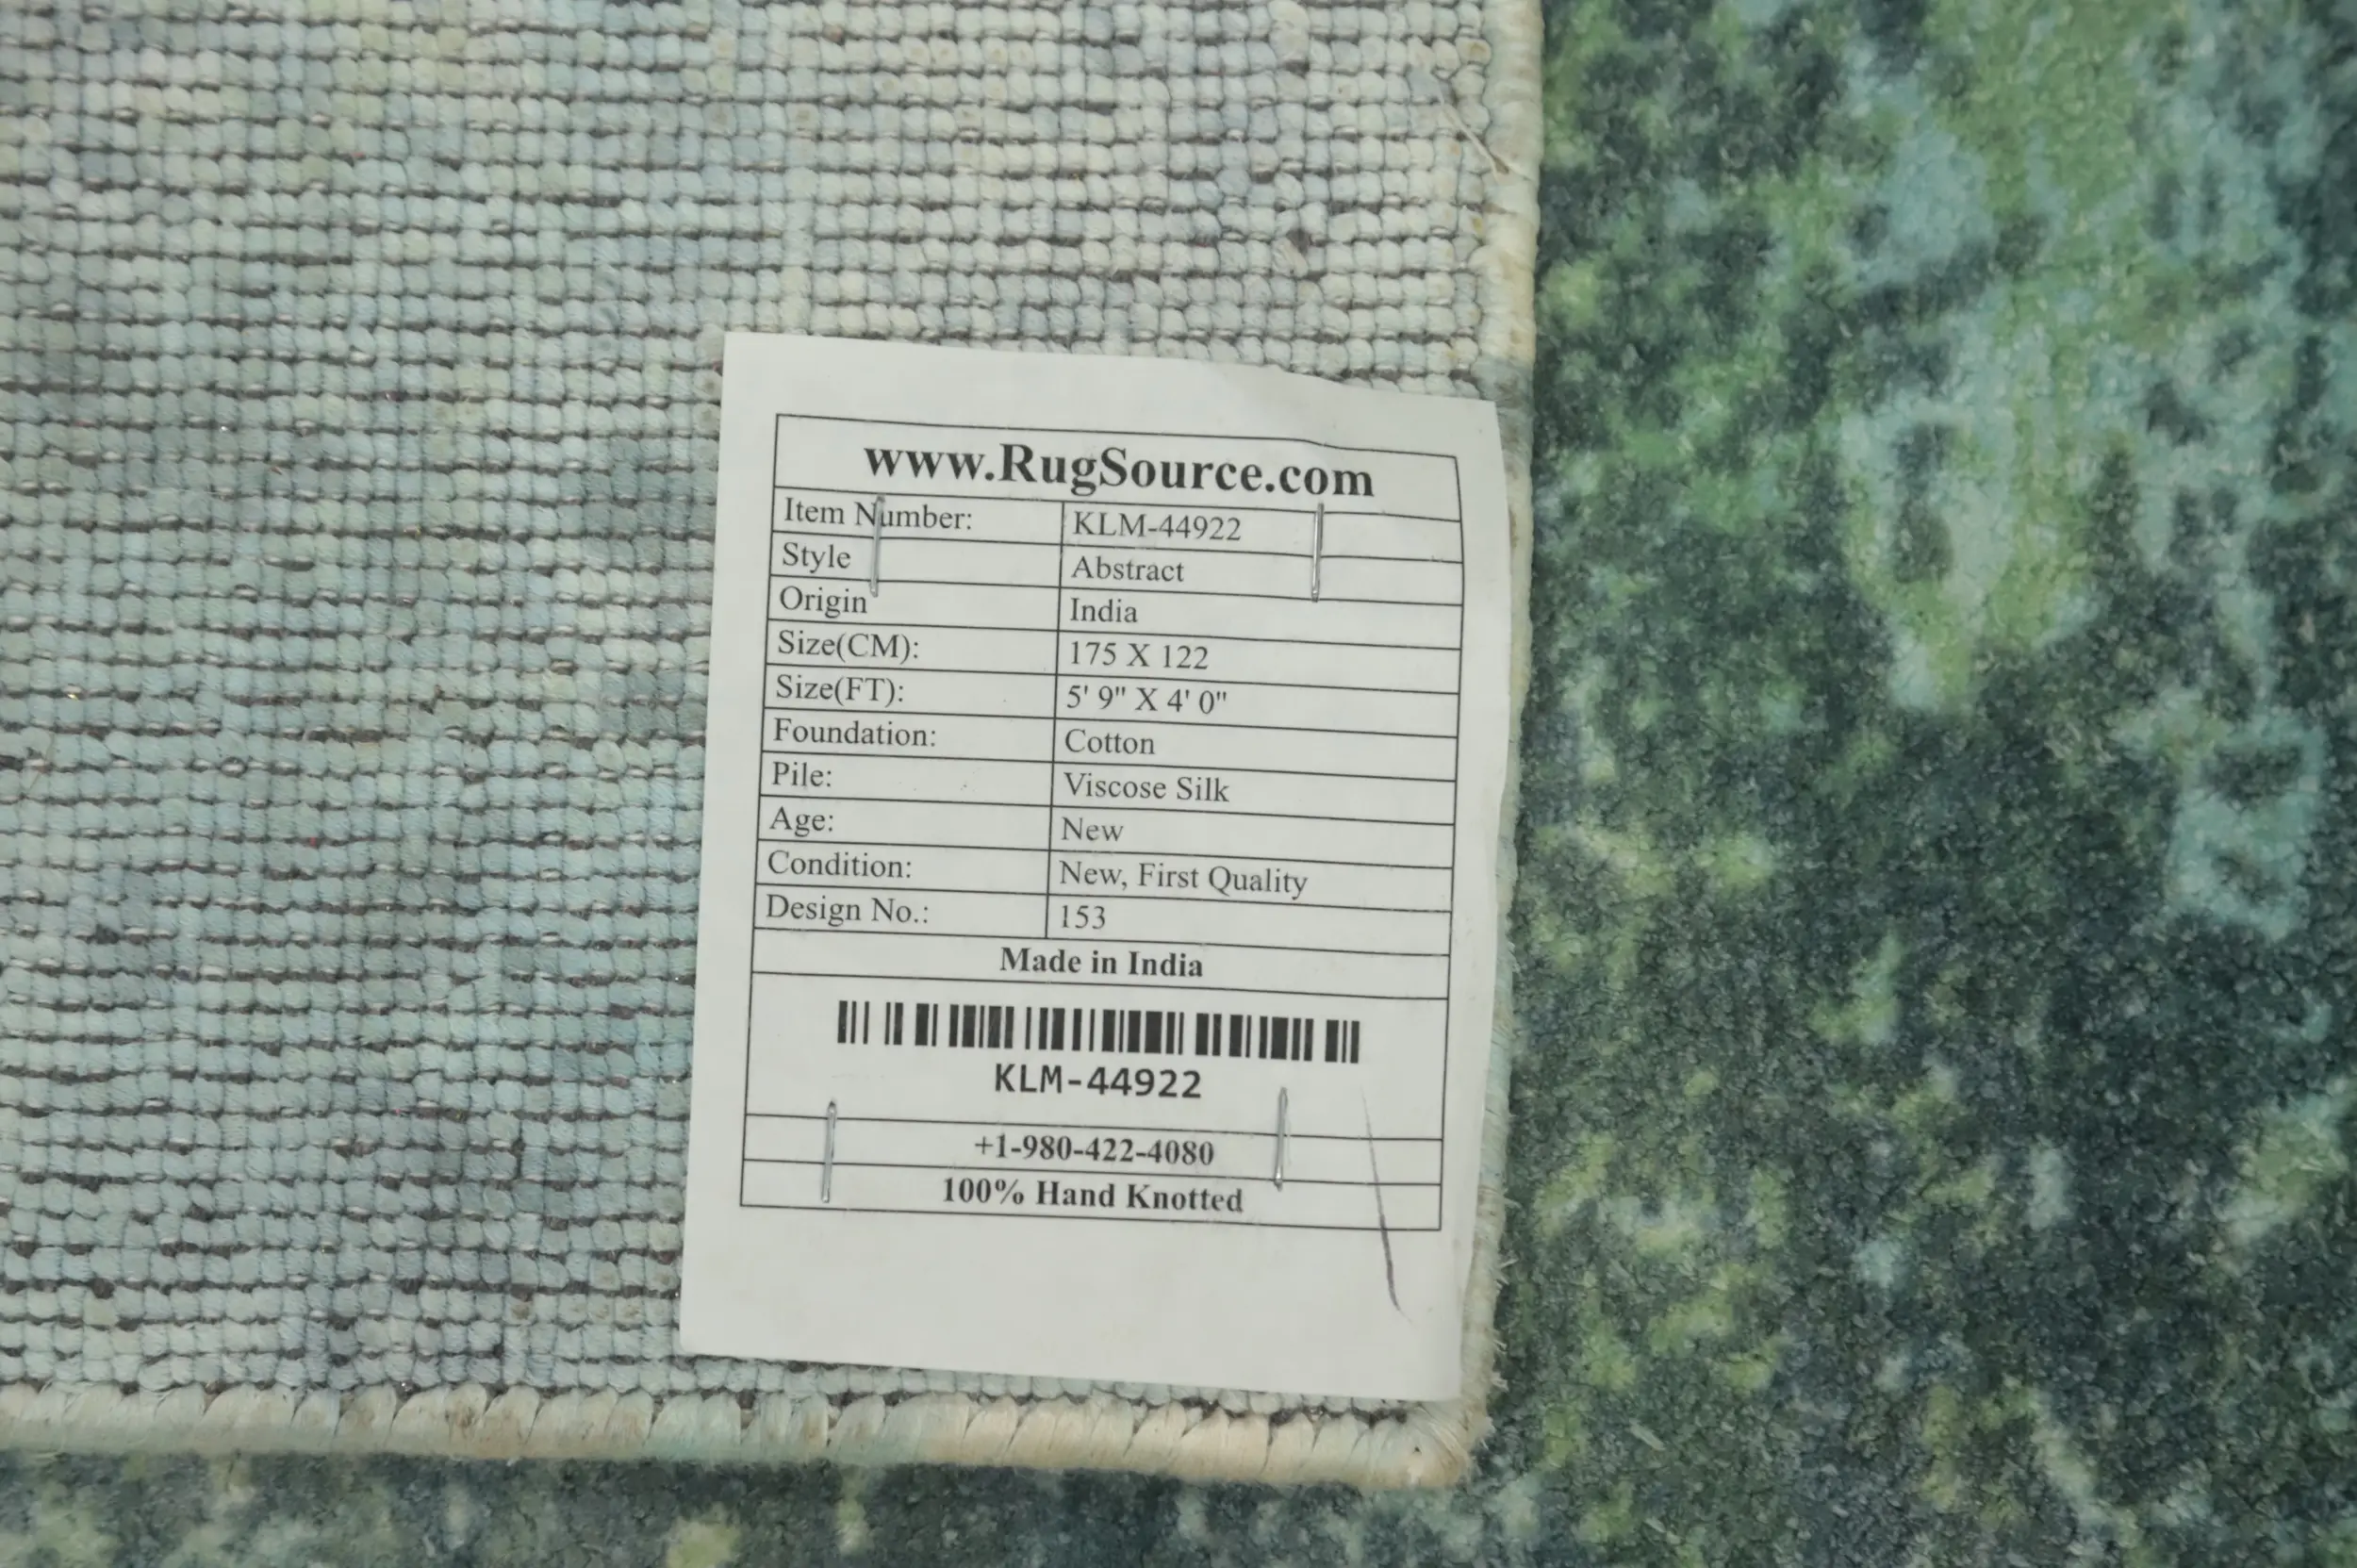 www.RugSource.com
Item Number: KLM-44922
Style Abstract
Origin India
Size(CM): 175 X 122
Size(FT): 5' 9" X 4' 0"
Foundation: Cotton
Pile: Viscose Silk
Age: New
Condition: New, First Quality
Design No.: 153
Made in India
KLM-44922
+1-980-422-4080
100% Hand Knotted